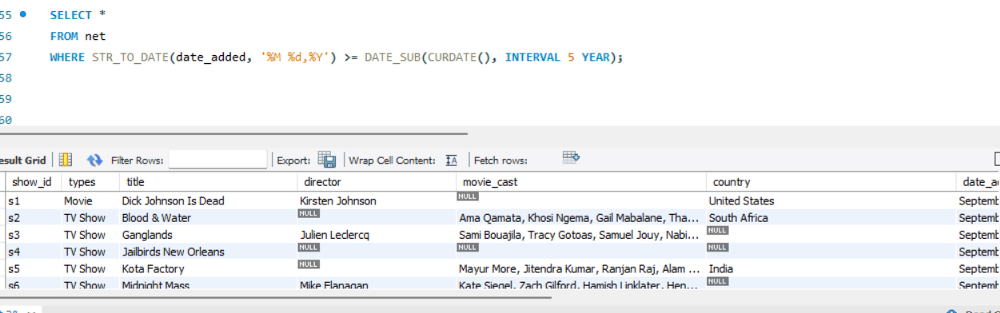 55 SELECT *
56 FROM net
57 WHERE STR_TO_DATE(date_added, '%M %d,%Y') >= DATE_SUB(CURDATE(), INTERVAL 5 YEAR);
58
59
60
esult Grid Filter Rows: Export: Wrap Cell Content: IA Fetch rows:
show_id types title director movie_cast country date_a
s1 Movie Dick Johnson Is Dead Kirsten Johnson NULL United States Septemb
s2 TV Show Blood & Water NULL Ama Qamata, Khosi Ngema, Gail Mabalane, Tha... South Africa Septemb
s3 TV Show Ganglands Julien Leclercq Sami Bouajila, Tracy Gotoas, Samuel Jouy, Nabi... NULL Septemb
s4 TV Show Jailbirds New Orleans NULL NULL NULL Septemb
s5 TV Show Kota Factory NULL Mayur More, Jitendra Kumar, Ranjan Raj, Alam ... India Septemb
s6 TV Show Midnight Mass Mike Flanagan Kate Siegel, Zach Gilford, Hamish Linklater, Hen... NULL Septemb